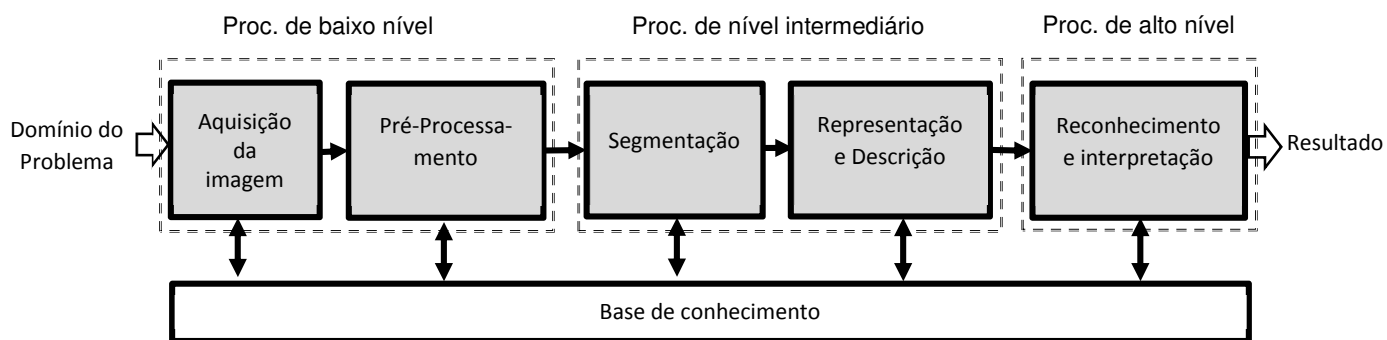 Proc. de baixo nível
Proc. de nível intermediário
Proc. de alto nível
Domínio do
Problema
Aquisição
da
imagem
Pré-Processa-
mento
Segmentação
Representação
e Descrição
Reconhecimento
e interpretação
Resultado
Base de conhecimento